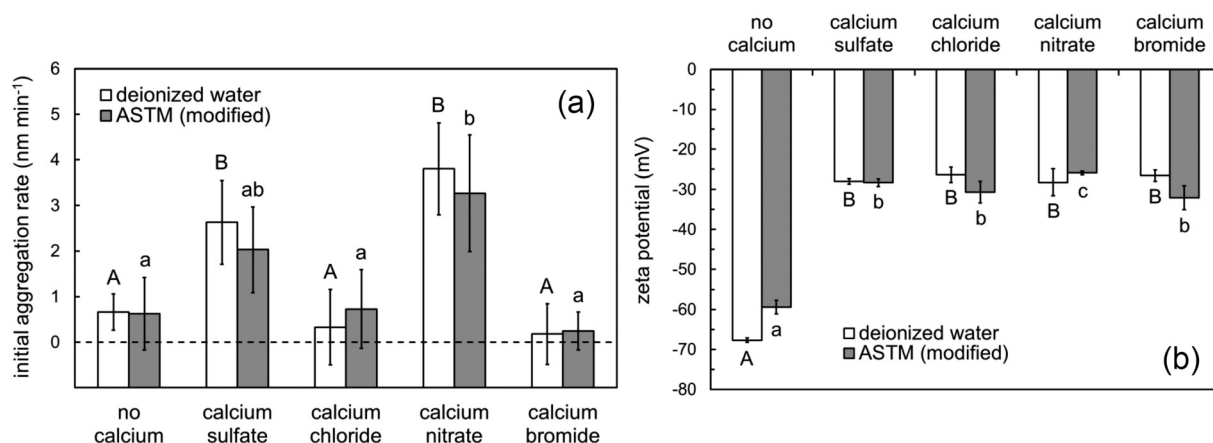 initial aggregation rate (nm min⁻¹)
6
5
4
3
2
1
0
deionized water
ASTM (modified)
(a)
A
a
B
ab
A
a
B
b
A
a
no
calcium
calcium
sulfate
calcium
chloride
calcium
nitrate
calcium
bromide
no
calcium
calcium
sulfate
calcium
chloride
calcium
nitrate
calcium
bromide
zeta potential (mV)
0
-10
-20
-30
-40
-50
-60
-70
-80
A
a
B
b
B
b
B
c
B
b
deionized water
ASTM (modified)
(b)